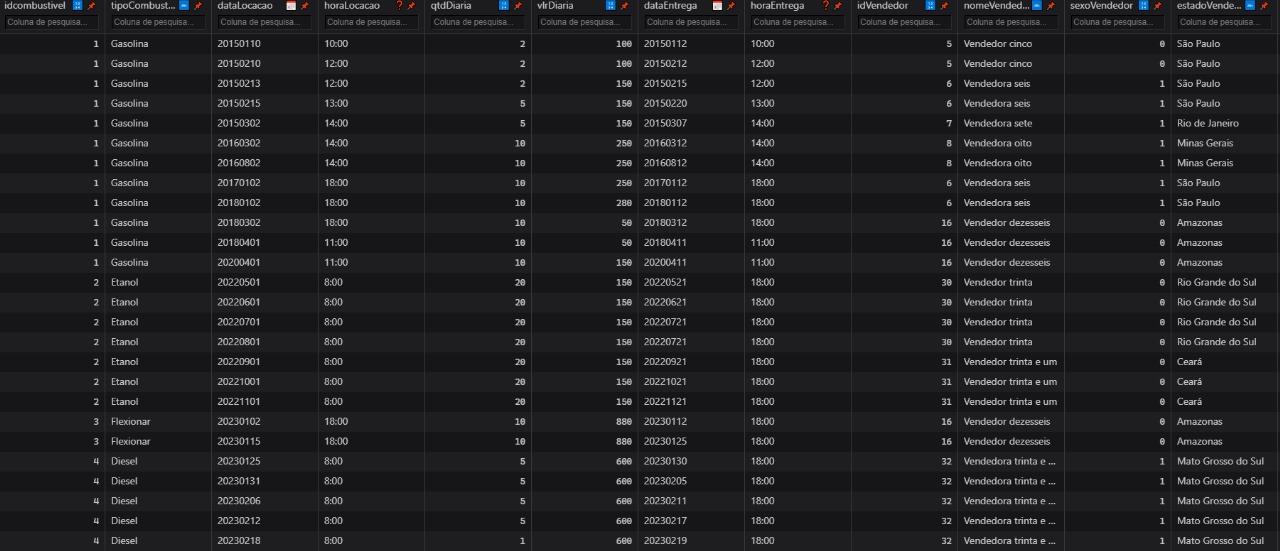 idcombustivel tipoCombust... dataLocacao horaLocacao qtdDiaria vlrDiaria dataEntrega horaEntrega idVendedor nomeVended... sexoVendedor estadoVende...
Coluna de pesquisa... Coluna de pesquisa... Coluna de pesquisa... Coluna de pesquisa... Coluna de pesquisa... Coluna de pesquisa... Coluna de pesquisa... Coluna de pesquisa... Coluna de pesquisa... Coluna de pesquisa... Coluna de pesquisa... Coluna de pesquisa...
1 Gasolina 20150110 10:00 2 100 20150112 10:00 5 Vendedor cinco 0 São Paulo
1 Gasolina 20150210 12:00 2 100 20150212 12:00 5 Vendedor cinco 0 São Paulo
1 Gasolina 20150213 12:00 2 150 20150215 12:00 6 Vendedora seis 1 São Paulo
1 Gasolina 20150215 13:00 5 150 20150220 13:00 6 Vendedora seis 1 São Paulo
1 Gasolina 20150302 14:00 5 150 20150307 14:00 7 Vendedora sete 1 Rio de Janeiro
1 Gasolina 20160302 14:00 10 250 20160312 14:00 8 Vendedora oito 1 Minas Gerais
1 Gasolina 20160802 14:00 10 250 20160812 14:00 8 Vendedora oito 1 Minas Gerais
1 Gasolina 20170102 18:00 10 250 20170112 18:00 6 Vendedora seis 1 São Paulo
1 Gasolina 20180102 18:00 10 280 20180112 18:00 6 Vendedora seis 1 São Paulo
1 Gasolina 20180302 18:00 10 50 20180312 18:00 16 Vendedor dezesseis 0 Amazonas
1 Gasolina 20180401 11:00 10 50 20180411 11:00 16 Vendedor dezesseis 0 Amazonas
1 Gasolina 20200401 11:00 10 150 20200411 11:00 16 Vendedor dezesseis 0 Amazonas
2 Etanol 20220501 8:00 20 150 20220521 18:00 30 Vendedor trinta 0 Rio Grande do Sul
2 Etanol 20220601 8:00 20 150 20220621 18:00 30 Vendedor trinta 0 Rio Grande do Sul
2 Etanol 20220701 8:00 20 150 20220721 18:00 30 Vendedor trinta 0 Rio Grande do Sul
2 Etanol 20220801 8:00 20 150 20220721 18:00 30 Vendedor trinta 0 Rio Grande do Sul
2 Etanol 20220901 8:00 20 150 20220921 18:00 31 Vendedor trinta e um 0 Ceará
2 Etanol 20221001 8:00 20 150 20221021 18:00 31 Vendedor trinta e um 0 Ceará
2 Etanol 20221101 8:00 20 150 20221121 18:00 31 Vendedor trinta e um 0 Ceará
3 Flexionar 20230102 18:00 10 880 20230112 18:00 16 Vendedor dezesseis 0 Amazonas
3 Flexionar 20230115 18:00 10 880 20230125 18:00 16 Vendedor dezesseis 0 Amazonas
4 Diesel 20230125 8:00 5 600 20230130 18:00 32 Vendedora trinta e ... 1 Mato Grosso do Sul
4 Diesel 20230131 8:00 5 600 20230205 18:00 32 Vendedora trinta e ... 1 Mato Grosso do Sul
4 Diesel 20230206 8:00 5 600 20230211 18:00 32 Vendedora trinta e ... 1 Mato Grosso do Sul
4 Diesel 20230212 8:00 5 600 20230217 18:00 32 Vendedora trinta e ... 1 Mato Grosso do Sul
4 Diesel 20230218 8:00 1 600 20230219 18:00 32 Vendedora trinta e ... 1 Mato Grosso do Sul